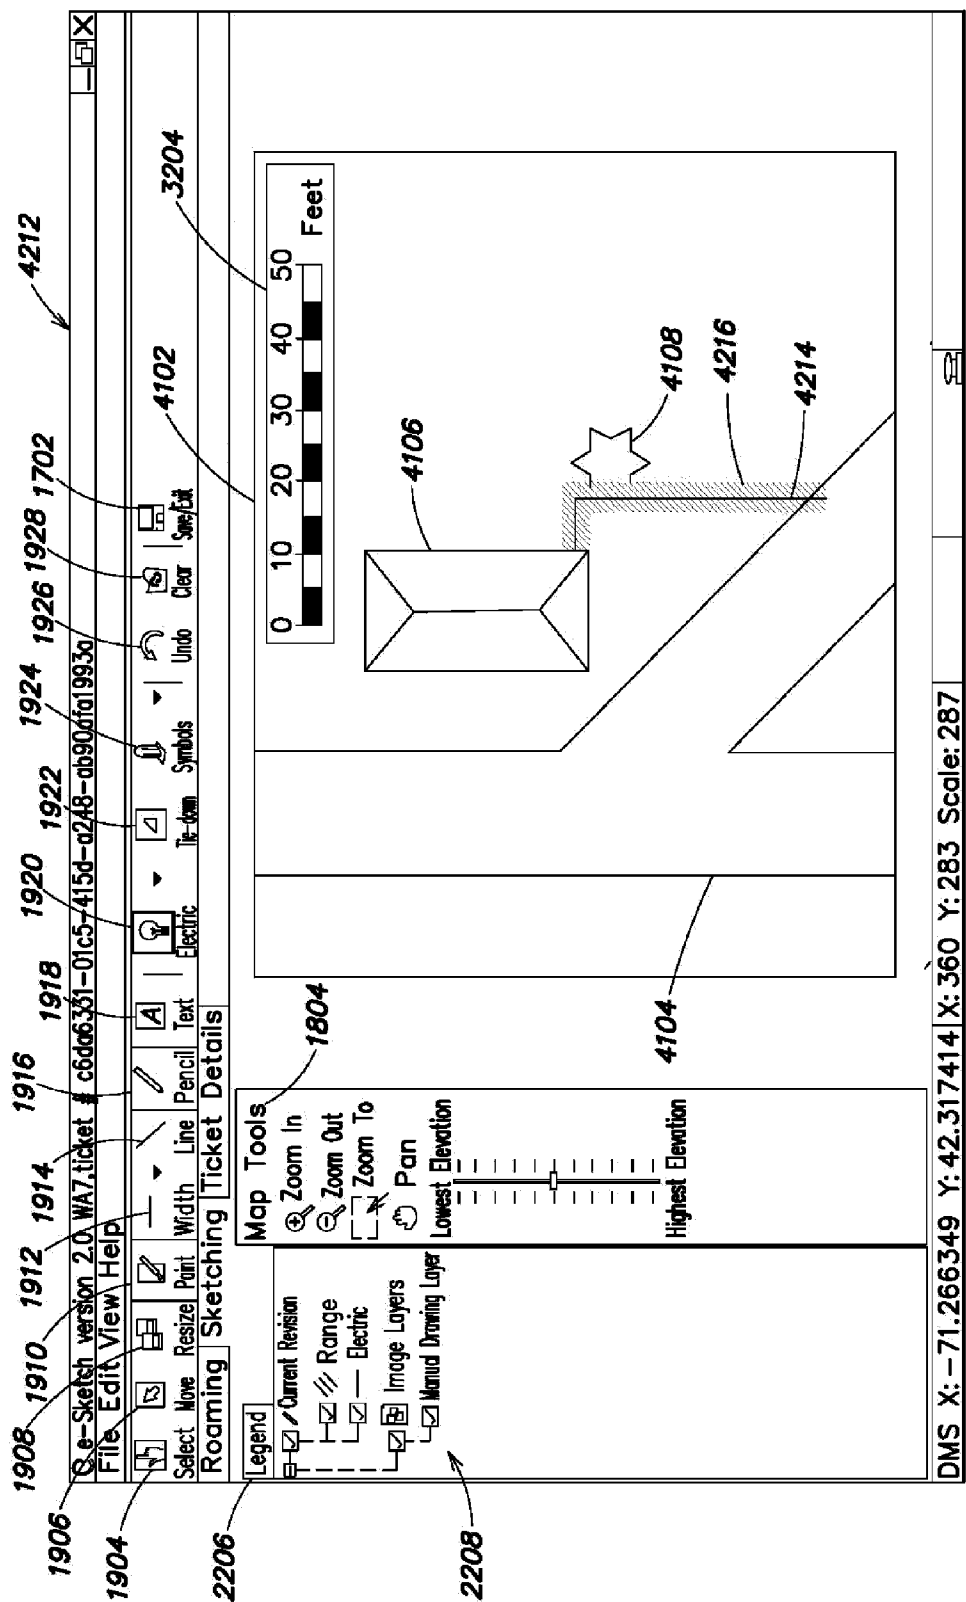 4212
e-Sketch version 2.0 WA7,ticket # c6da6331-01c5-415d-a248-ab90dfa1993a
File Edit View Help
1904 1906 1908 1910 1912 1914 1916 1918 1920 1922 1924 1926 1928 1702
Select Move Resize Paint Width Line Pencil Text Electric Tie-down Symbols Undo Clear Save/Exit
Roaming Sketching Ticket Details
2206
Legend
Current Revision
Range
Electric
Image Layers
Manual Drawing Layer
2208
Map Tools
1804
Zoom In
Zoom Out
Zoom To
Pan
Lowest Elevation
Highest Elevation
4102
3204
0 10 20 30 40 50
Feet
4106
4108
4216
4214
4104
DMS X: -71.266349 Y: 42.317414 X: 360 Y: 283 Scale: 287